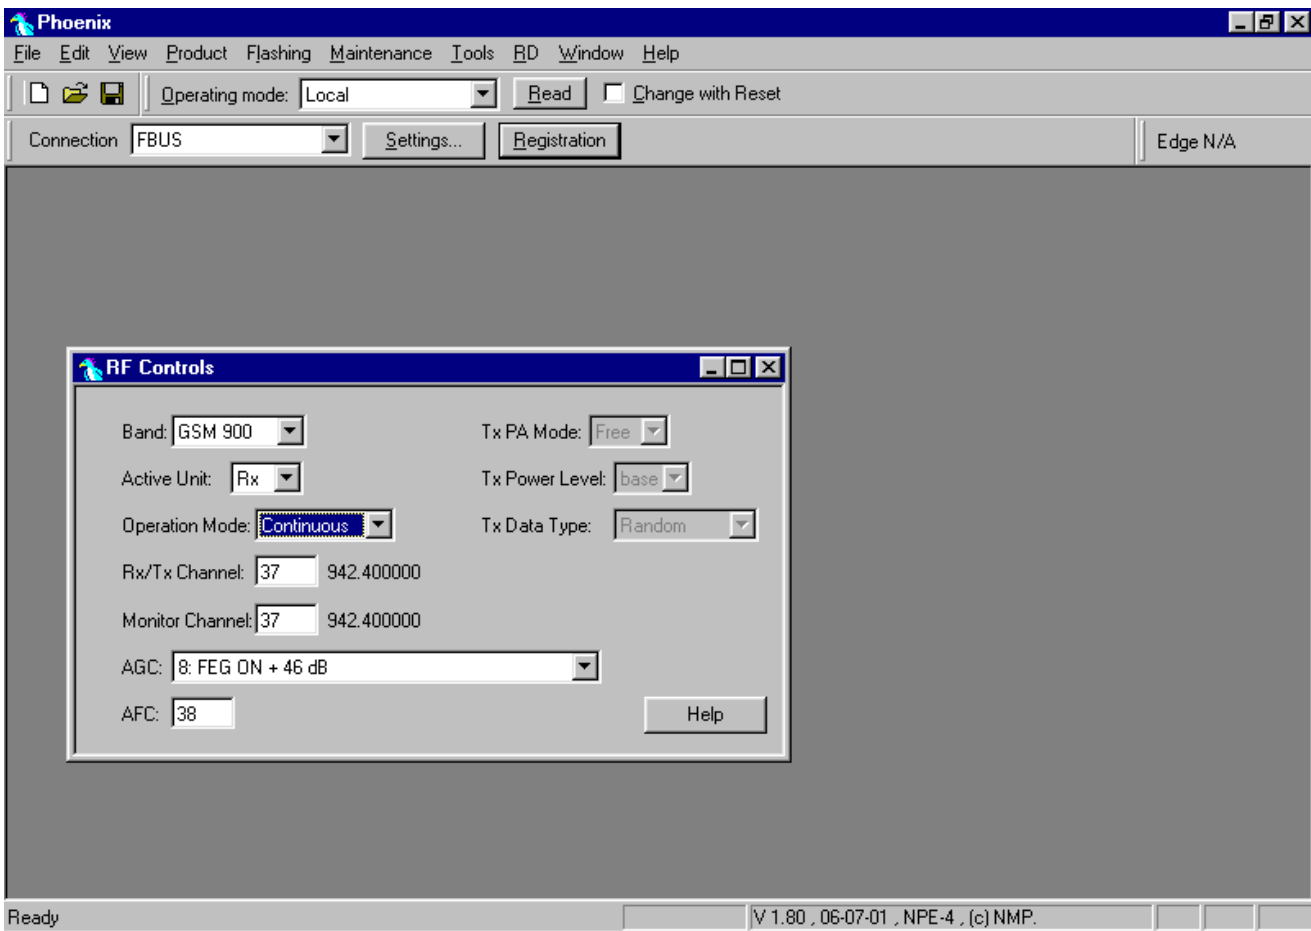 Phoenix
File Edit View Product Flashing Maintenance Tools RD Window Help
Operating mode: Local Read Change with Reset
Connection FBUS Settings... Registration Edge N/A
RF Controls
Band: GSM 900 Tx PA Mode: Free
Active Unit: Rx Tx Power Level: base
Operation Mode: Continuous Tx Data Type: Random
Rx/Tx Channel: 37 942.400000
Monitor Channel: 37 942.400000
AGC: 8: FEG ON + 46 dB
AFC: 38 Help
Ready V 1.80 , 06-07-01 , NPE-4 , (c) NMP.